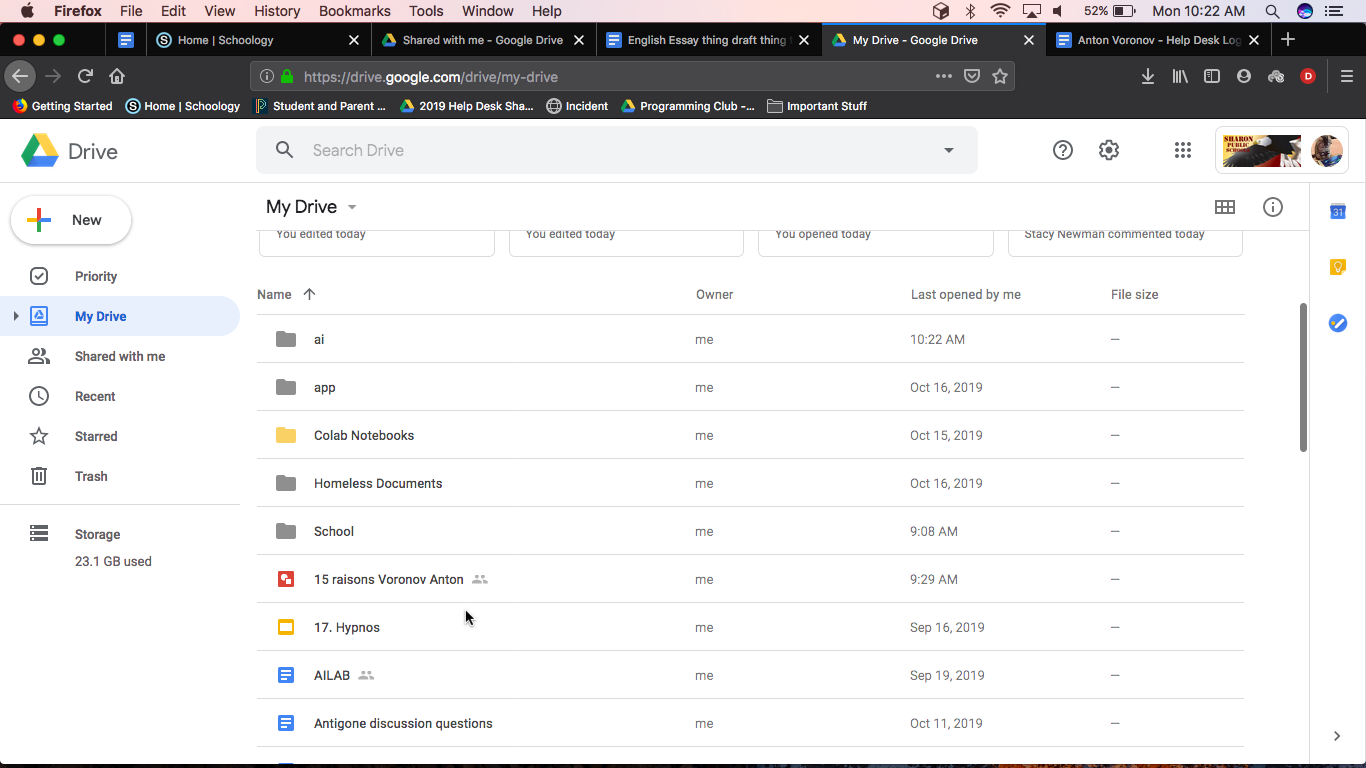 Firefox File Edit View History Bookmarks Tools Window Help 52% Mon 10:22 AM
Home | Schoology Shared with me - Google Drive English Essay thing draft thing My Drive - Google Drive Anton Voronov - Help Desk Log
https://drive.google.com/drive/my-drive D
Getting Started Home | Schoology Student and Parent ... 2019 Help Desk Sha... Incident Programming Club -... Important Stuff
Drive Search Drive SHARON PUBLIC SCHOOLS
New My Drive
31
You edited today You edited today You opened today Stacy Newman commented today
Priority
Name Owner Last opened by me File size
My Drive
ai me 10:22 AM –
Shared with me
app me Oct 16, 2019 –
Recent
Colab Notebooks me Oct 15, 2019 –
Starred
Homeless Documents me Oct 16, 2019 –
Trash
School me 9:08 AM –
Storage
23.1 GB used
15 raisons Voronov Anton me 9:29 AM –
17. Hypnos me Sep 16, 2019 –
AILAB me Sep 19, 2019 –
Antigone discussion questions me Oct 11, 2019 –